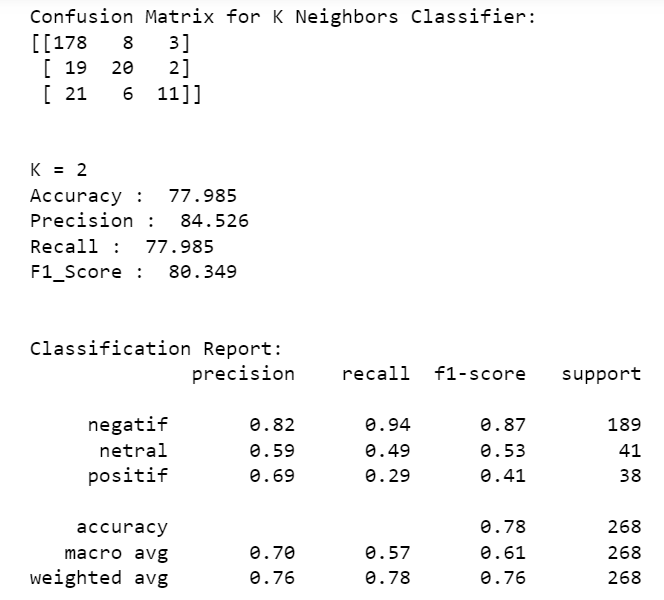 Confusion Matrix for K Neighbors Classifier:
[[178   8   3]
 [ 19  20   2]
 [ 21   6  11]]
K = 2
Accuracy :  77.985
Precision :  84.526
Recall :  77.985
F1_Score :  80.349
Classification Report:
              precision    recall  f1-score   support
     negatif       0.82      0.94      0.87       189
      netral       0.59      0.49      0.53        41
     positif       0.69      0.29      0.41        38
    accuracy                           0.78       268
   macro avg       0.70      0.57      0.61       268
weighted avg       0.76      0.78      0.76       268